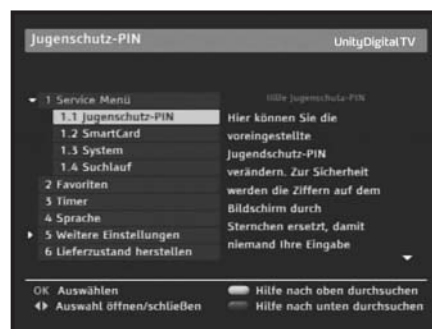 Jugenschutz-PIN
UnityDigitalTV
1 Service Menü
1.1 Jugenschutz-PIN
1.2 SmartCard
1.3 System
1.4 Suchlauf
2 Favoriten
3 Timer
4 Sprache
5 Weitere Einstellungen
6 Lieferzustand herstellen
Hilfe Jugenschutz-PIN
Hier können Sie die
voreingestellte
Jugendschutz-PIN
verändern. Zur Sicherheit
werden die Ziffern auf dem
Bildschirm durch
Sternchen ersetzt, damit
niemand Ihre Eingabe
OK Auswählen
Auswahl öffnen/schließen
Hilfe nach oben durchsuchen
Hilfe nach unten durchsuchen